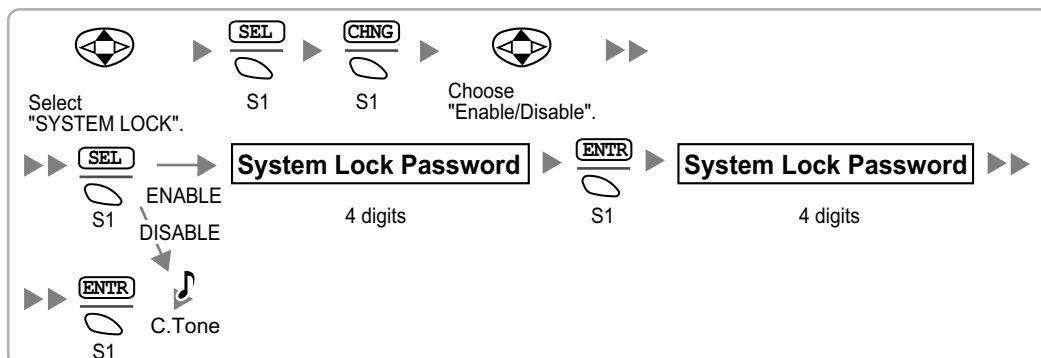 SEL CHNG
S1 S1
Select
"SYSTEM LOCK".
Choose
"Enable/Disable".
SEL System Lock Password ENTR System Lock Password
ENABLE
S1 4 digits S1 4 digits
DISABLE
ENTR
C.Tone
S1